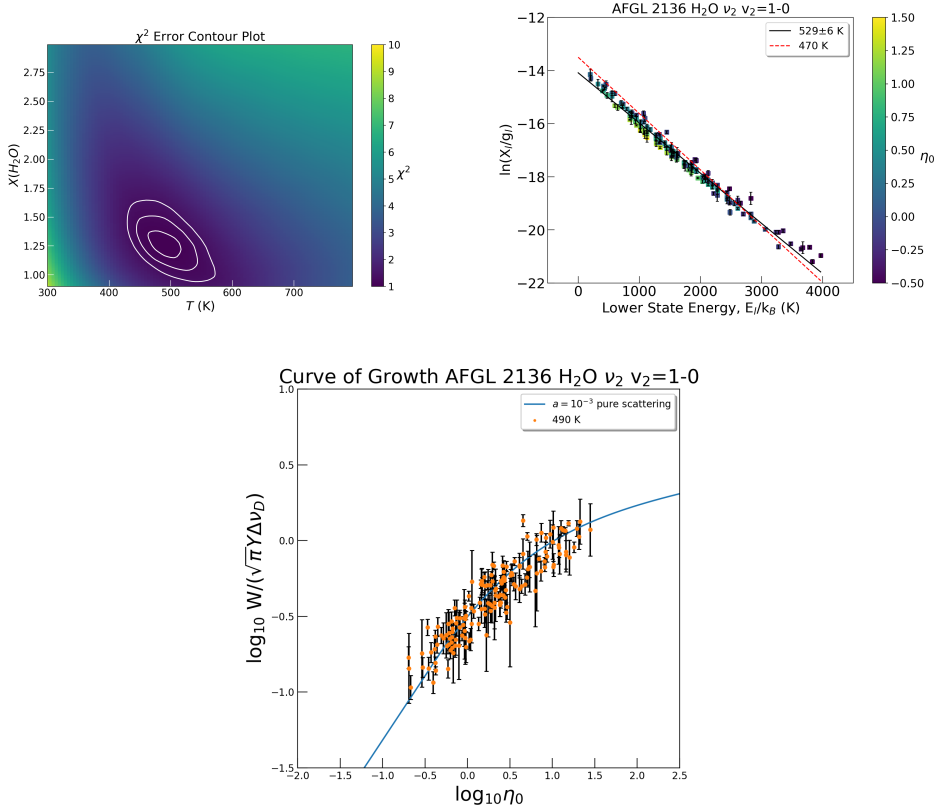 χ² Error Contour Plot
2.75
2.50
2.25
2.00
1.75
1.50
1.25
1.00
X(H₂O)
300 400 500 600 700
T (K)
10
9
8
7
6
5
4
3
2
1
χ²
AFGL 2136 H₂O ν₂ v₂=1-0
−12
−14
−16
−18
−20
−22
ln(Xₗ/gₗ)
529±6 K
470 K
0 1000 2000 3000 4000
Lower State Energy, Eₗ/k_B (K)
1.50
1.25
1.00
0.75
0.50
0.25
0.00
−0.25
−0.50
η₀
Curve of Growth AFGL 2136 H₂O ν₂ v₂=1-0
1.0
0.5
0.0
−0.5
−1.0
−1.5
log₁₀ W/(√πΥΔν_D)
a = 10⁻³ pure scattering
490 K
−2.0 −1.5 −1.0 −0.5 0.0 0.5 1.0 1.5 2.0 2.5
log₁₀η₀